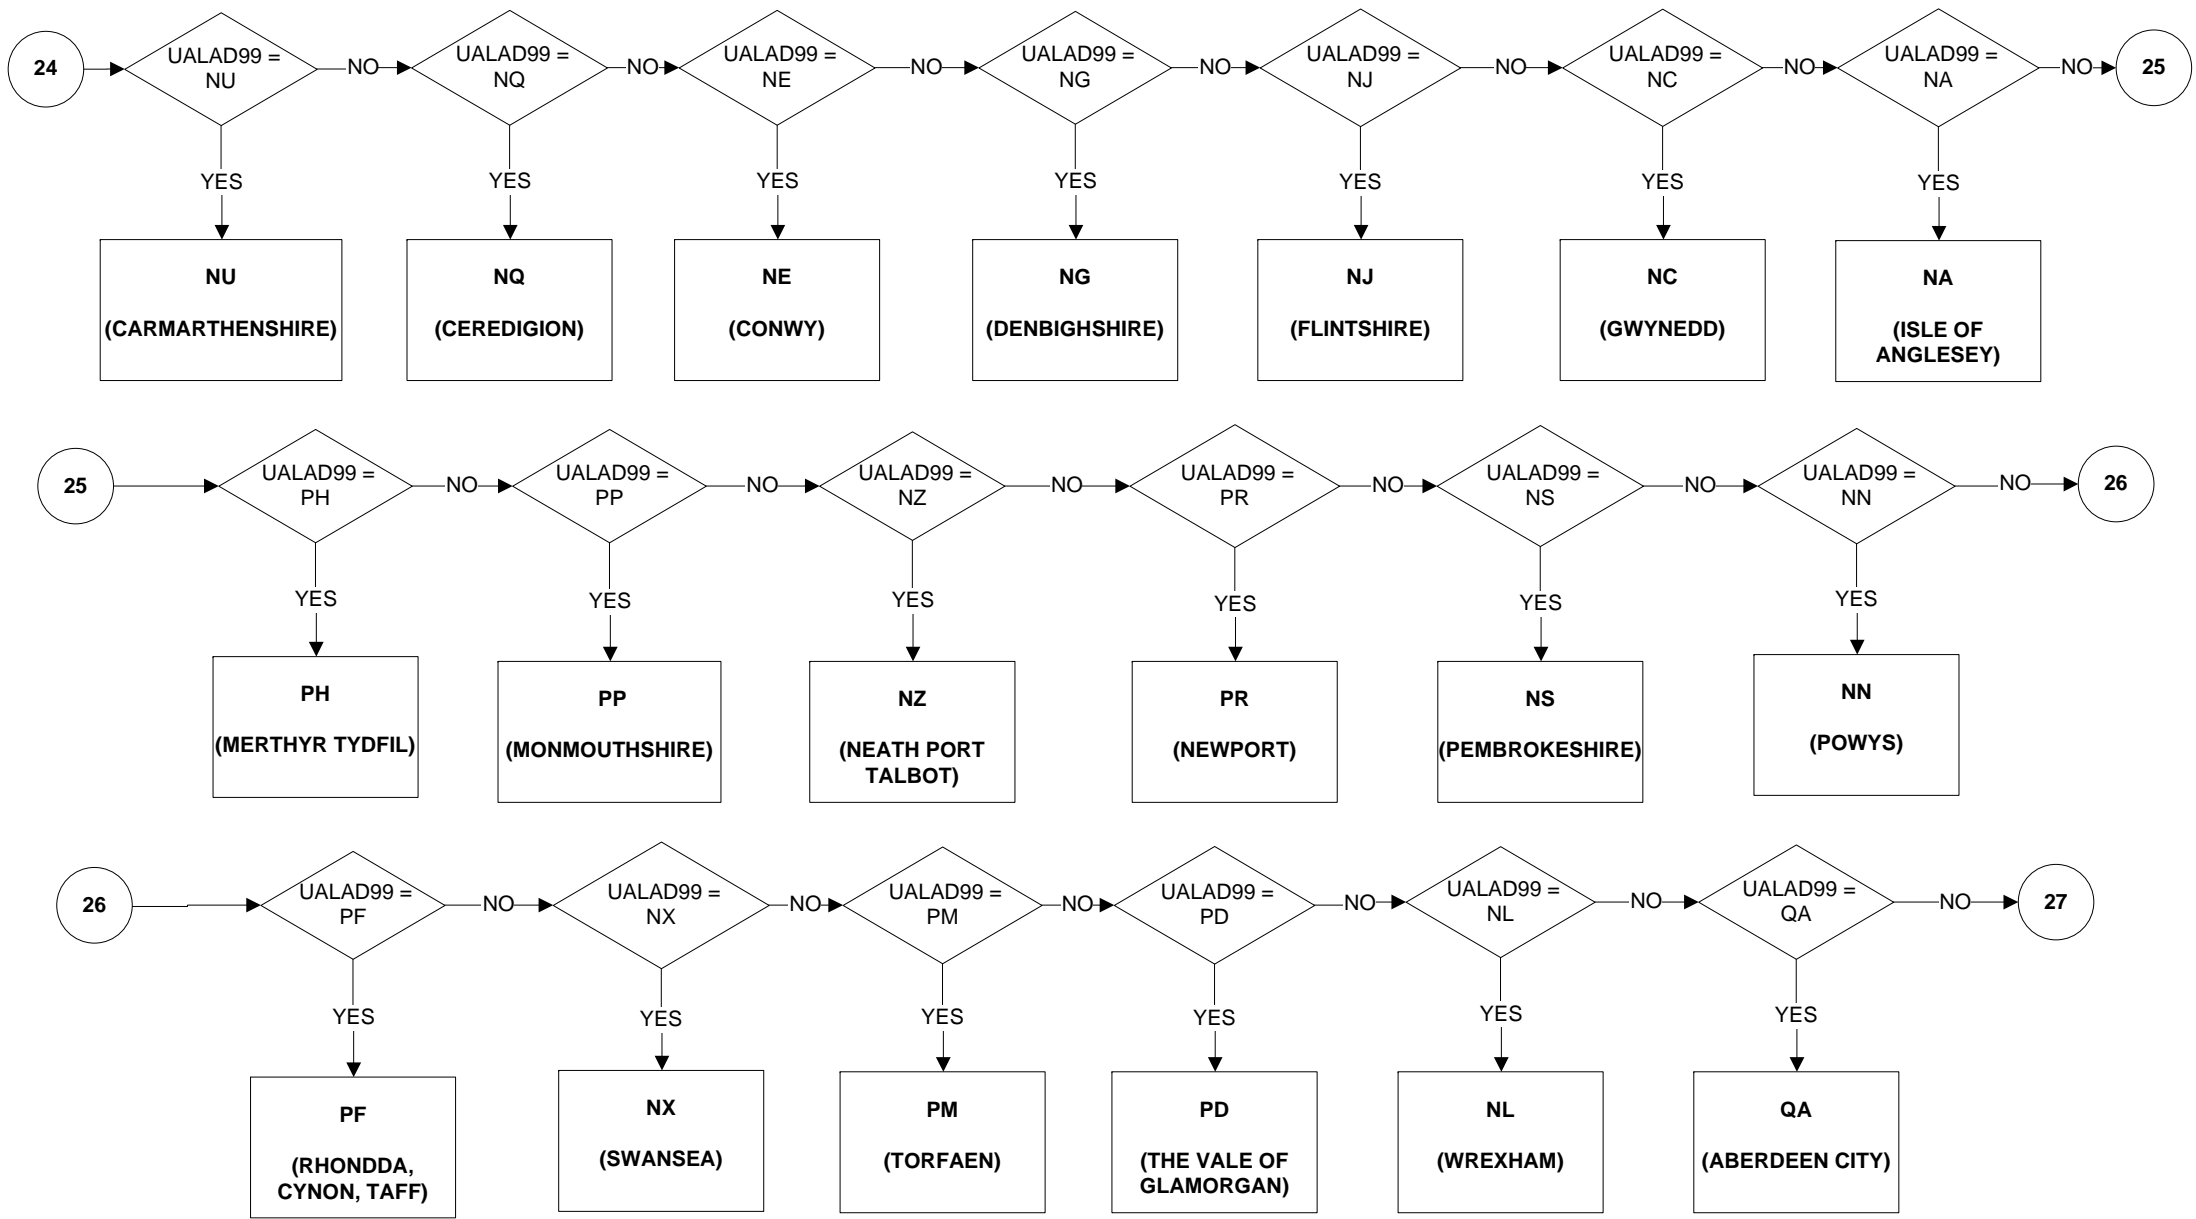 24
UALAD99 =
NU
NO
UALAD99 =
NQ
NO
UALAD99 =
NE
NO
UALAD99 =
NG
NO
UALAD99 =
NJ
NO
UALAD99 =
NC
NO
UALAD99 =
NA
NO
25
YES
YES
YES
YES
YES
YES
YES
NU
(CARMARTHENSHIRE)
NQ
(CEREDIGION)
NE
(CONWY)
NG
(DENBIGHSHIRE)
NJ
(FLINTSHIRE)
NC
(GWYNEDD)
NA
(ISLE OF
ANGLESEY)
25
UALAD99 =
PH
NO
UALAD99 =
PP
NO
UALAD99 =
NZ
NO
UALAD99 =
PR
NO
UALAD99 =
NS
NO
UALAD99 =
NN
NO
26
YES
YES
YES
YES
YES
YES
PH
(MERTHYR TYDFIL)
PP
(MONMOUTHSHIRE)
NZ
(NEATH PORT
TALBOT)
PR
(NEWPORT)
NS
(PEMBROKESHIRE)
NN
(POWYS)
26
UALAD99 =
PF
NO
UALAD99 =
NX
NO
UALAD99 =
PM
NO
UALAD99 =
PD
NO
UALAD99 =
NL
NO
UALAD99 =
QA
NO
27
YES
YES
YES
YES
YES
YES
PF
(RHONDDA,
CYNON, TAFF)
NX
(SWANSEA)
PM
(TORFAEN)
PD
(THE VALE OF
GLAMORGAN)
NL
(WREXHAM)
QA
(ABERDEEN CITY)